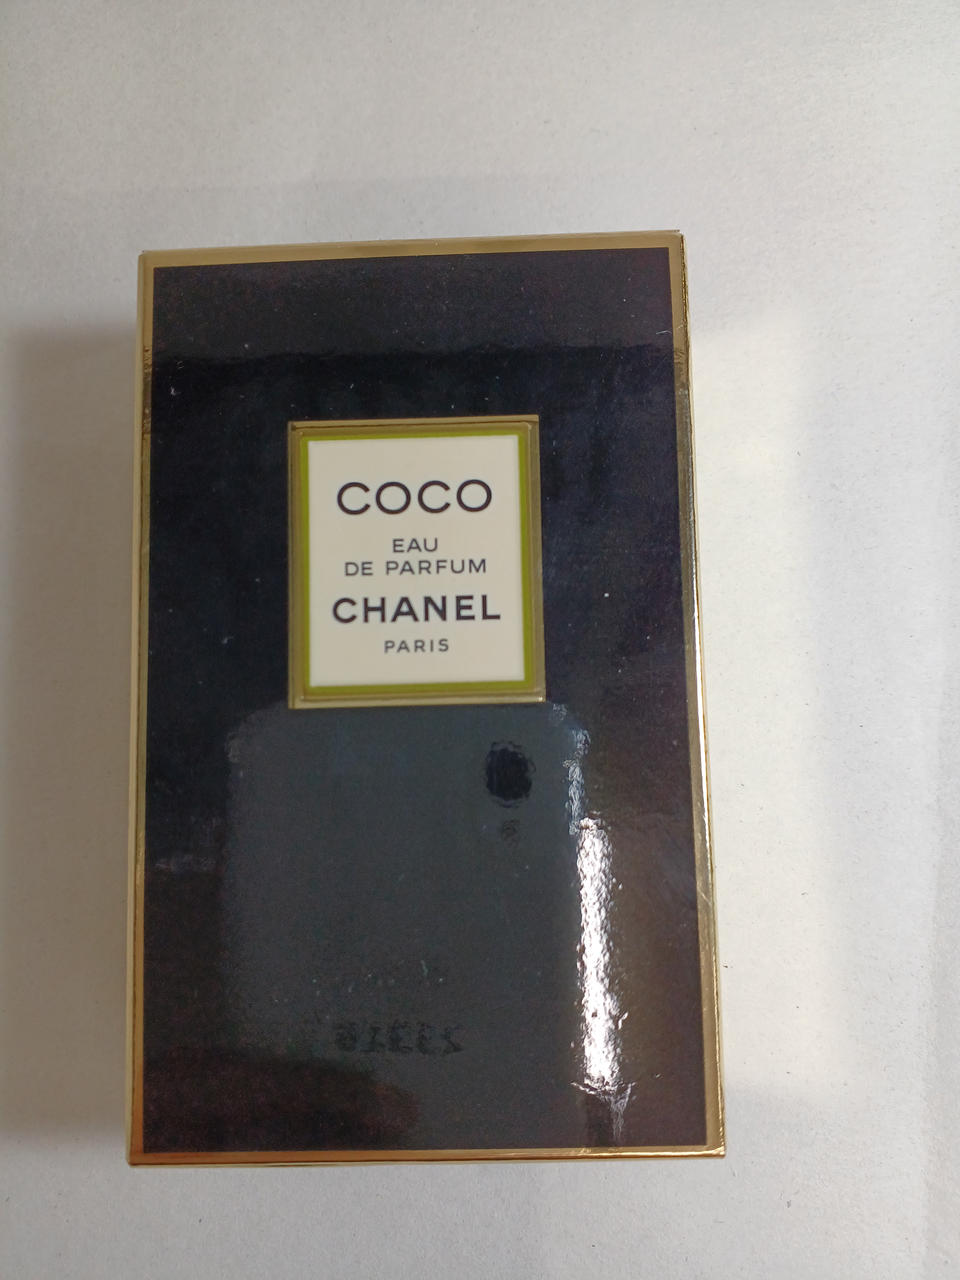 COCO
EAU
DE PARFUM
CHANEL
PARIS